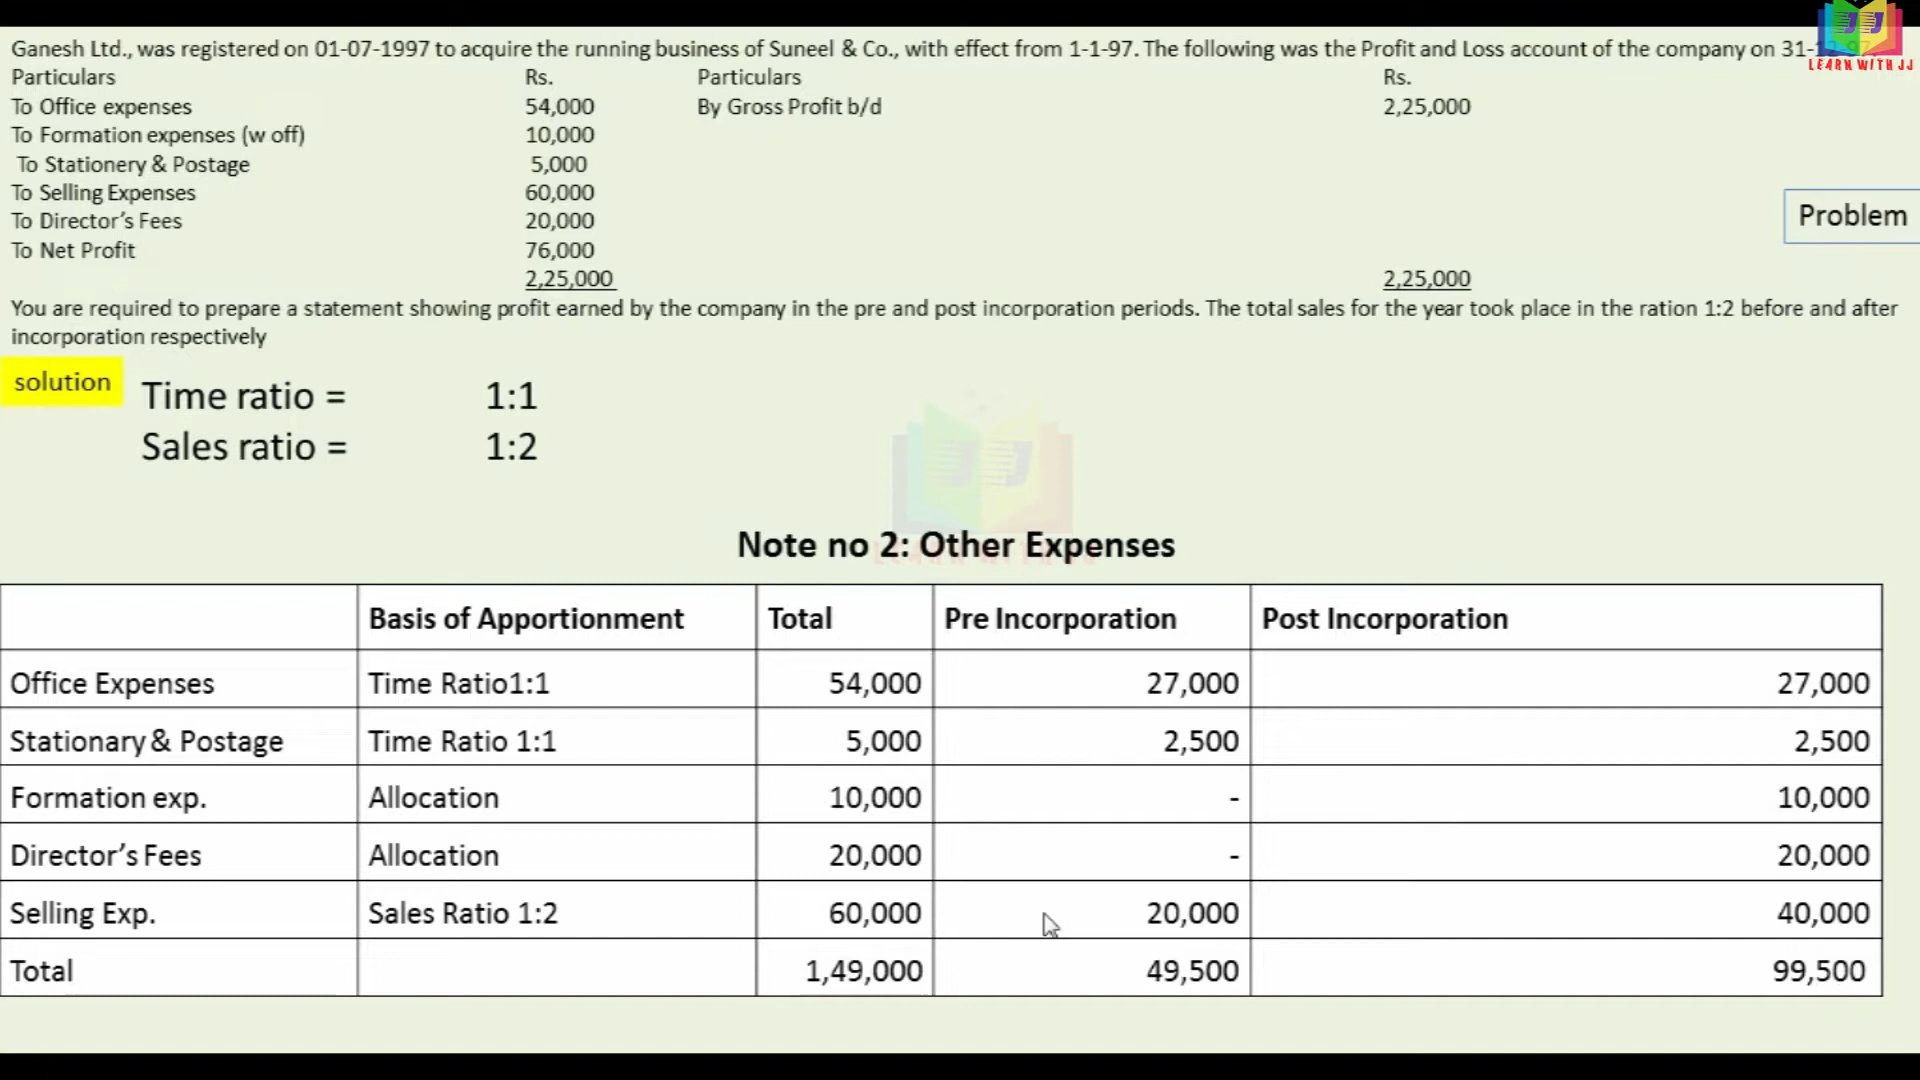 Ganesh Ltd., was registered on 01-07-1997 to acquire the running business of Suneel & Co., with effect from 1-1-97. The following was the Profit and Loss account of the company on 31-
LEARN WITH JJ
Particulars Rs. Particulars Rs.
To Office expenses 54,000 By Gross Profit b/d 2,25,000
To Formation expenses (w off) 10,000
To Stationery & Postage 5,000
To Selling Expenses 60,000
To Director's Fees 20,000
Problem
To Net Profit 76,000
2,25,000 2,25,000
You are required to prepare a statement showing profit earned by the company in the pre and post incorporation periods. The total sales for the year took place in the ration 1:2 before and after
incorporation respectively
solution
Time ratio = 1:1
Sales ratio = 1:2
Note no 2: Other Expenses
Basis of Apportionment Total Pre Incorporation Post Incorporation
Office Expenses Time Ratio1:1 54,000 27,000 27,000
Stationary & Postage Time Ratio 1:1 5,000 2,500 2,500
Formation exp. Allocation 10,000 - 10,000
Director's Fees Allocation 20,000 - 20,000
Selling Exp. Sales Ratio 1:2 60,000 20,000 40,000
Total 1,49,000 49,500 99,500